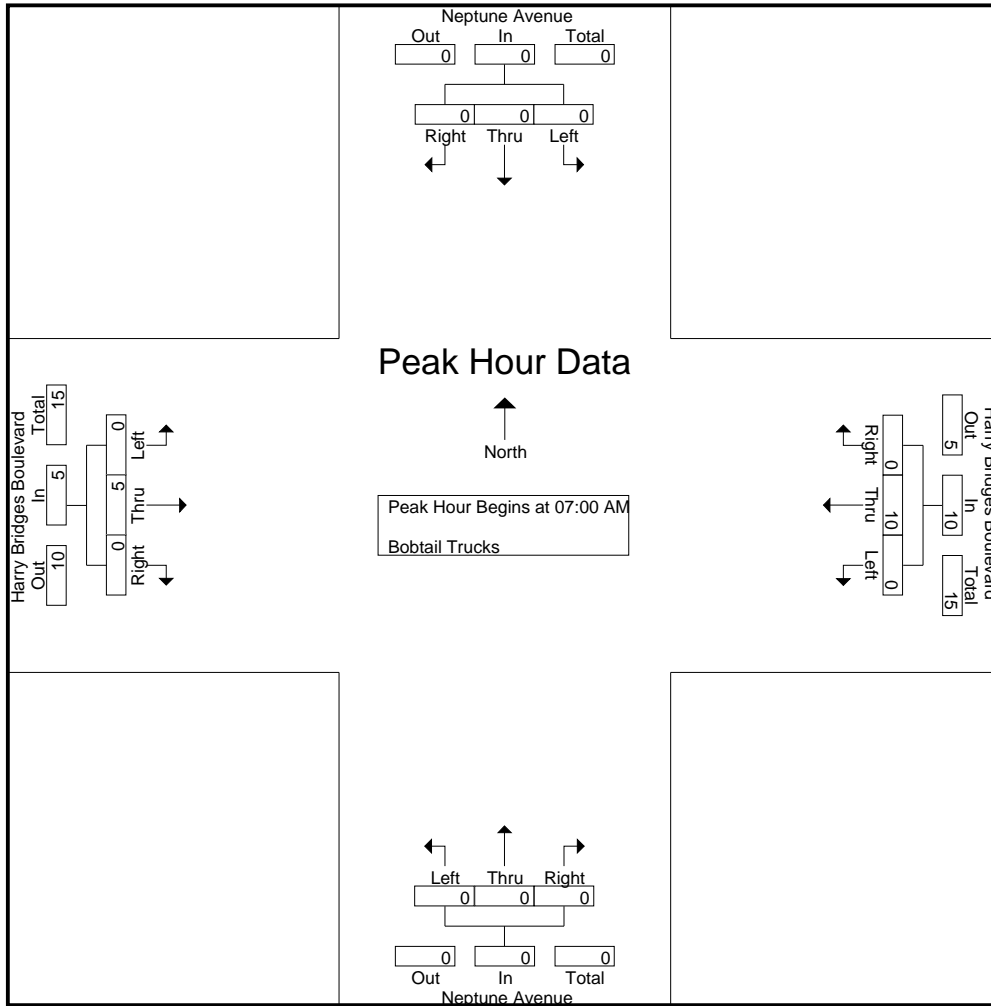 Neptune Avenue
Out In Total
0 0 0
0 0 0
Right Thru Left
Peak Hour Data
North
Peak Hour Begins at 07:00 AM
Bobtail Trucks
Harry Bridges Boulevard
Total In Out
15 5 10
0 5 0
Left Thru Right
Right Thru Left
0 10 0
Out In Total
5 10 15
Harry Bridges Boulevard
Left Thru Right
0 0 0
0 0 0
Out In Total
Neptune Avenue